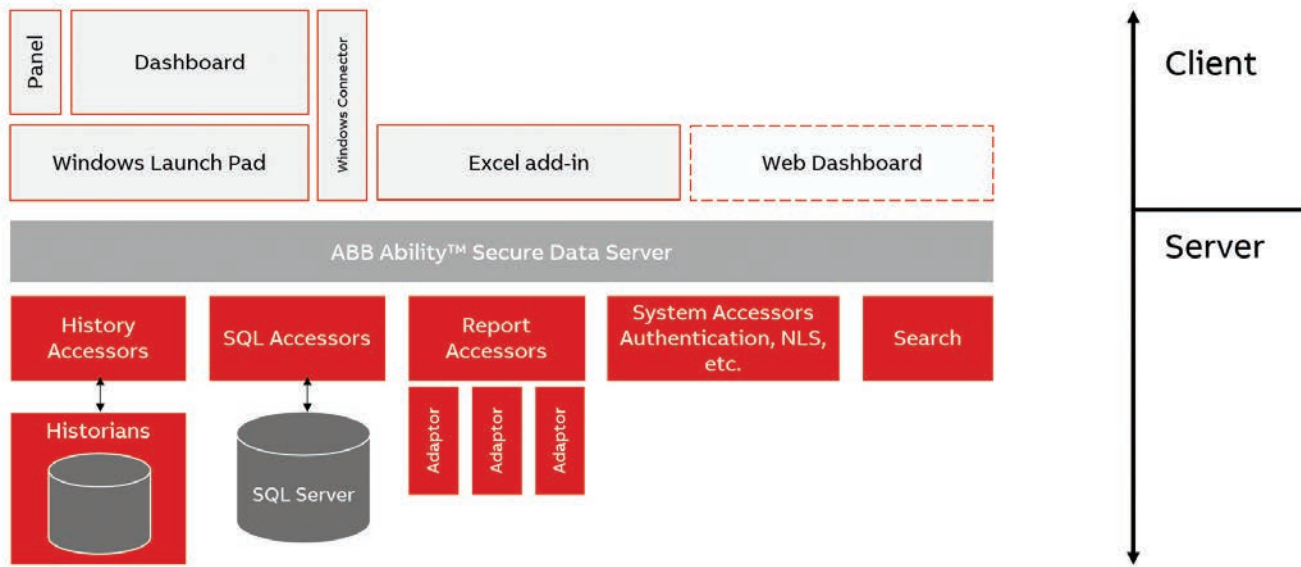 Panel
Dashboard
Windows Connector
Client
Windows Launch Pad
Excel add-in
Web Dashboard
Server
ABB Ability™ Secure Data Server
History
Accessors
SQL Accessors
Report
Accessors
System Accessors
Authentication, NLS,
etc.
Search
Historians
SQL Server
Adaptor
Adaptor
Adaptor